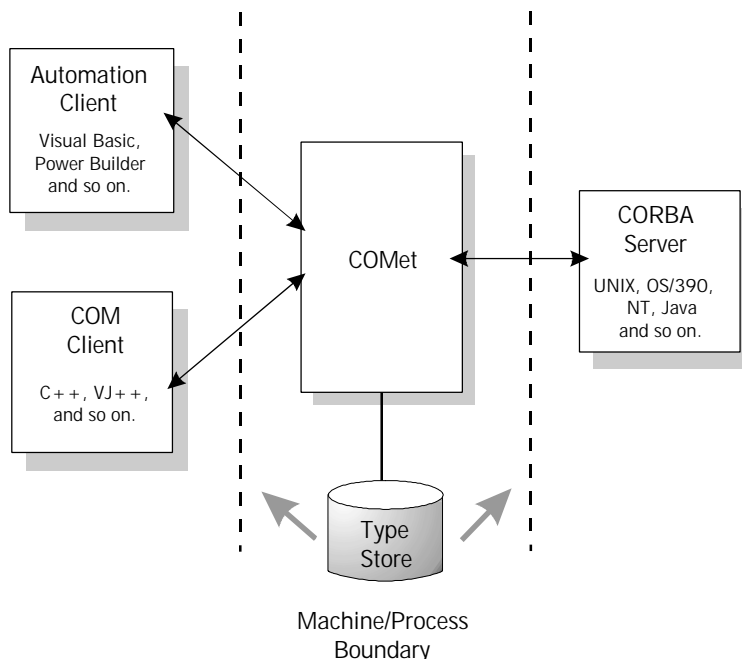 Automation
Client
Visual Basic,
Power Builder
and so on.
COM
Client
C++, VJ++,
and so on.
COMet
CORBA
Server
UNIX, OS/390,
NT, Java
and so on.
Type
Store
Machine/Process
Boundary